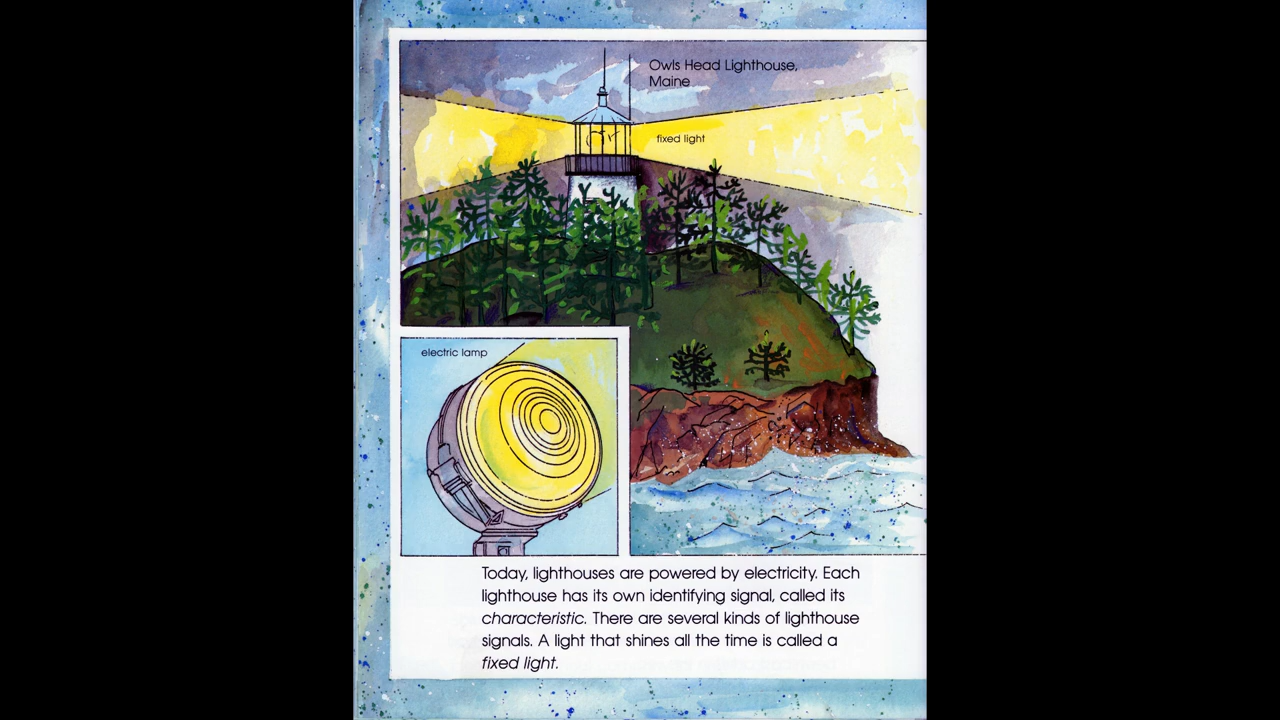 Owls Head Lighthouse,
Maine
fixed light
electric lamp
Today, lighthouses are powered by electricity. Each
lighthouse has its own identifying signal, called its
characteristic. There are several kinds of lighthouse
signals. A light that shines all the time is called a
fixed light.